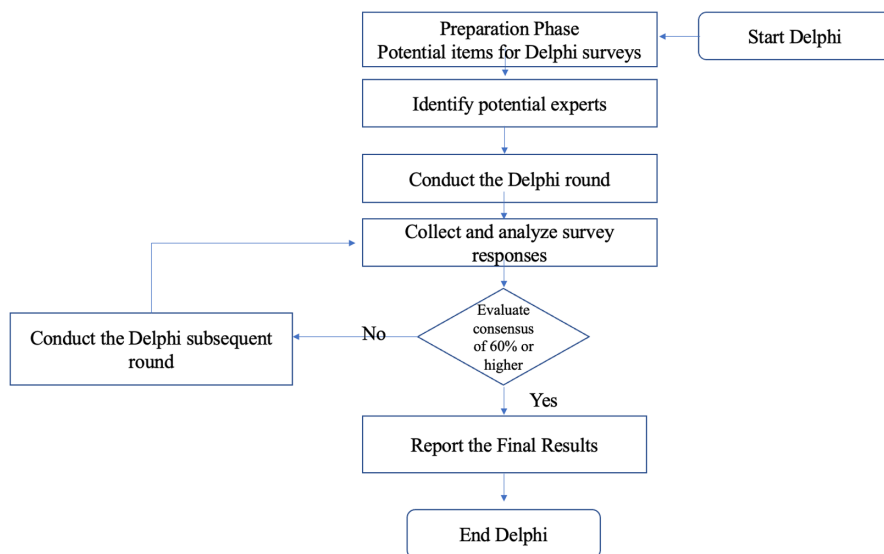 Preparation Phase
Potential items for Delphi surveys
Start Delphi
Identify potential experts
Conduct the Delphi round
Collect and analyze survey
responses
Evaluate
consensus
of 60% or
higher
No
Conduct the Delphi subsequent
round
Yes
Report the Final Results
End Delphi